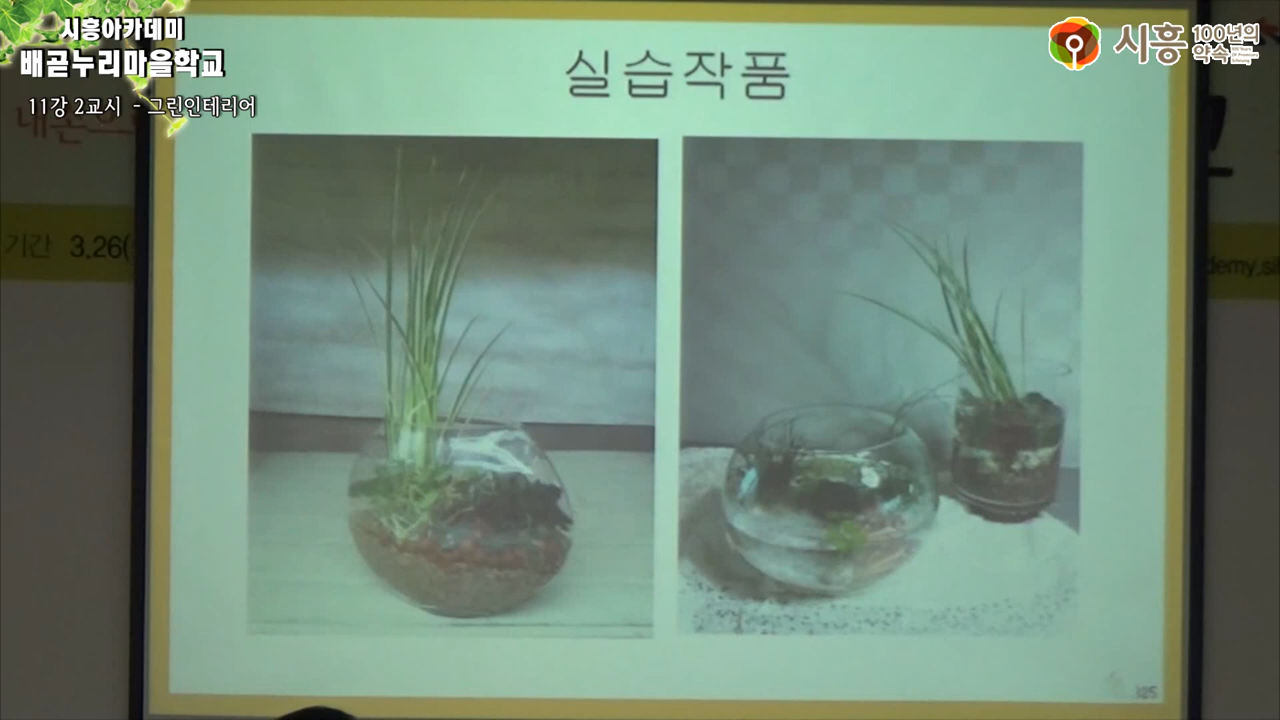 시흥아카데미
배곧누리마을학교
11강 2교시 - 그린인테리어
시흥 100년의
약속
실습작품
기간 3.26(
demy.si
325